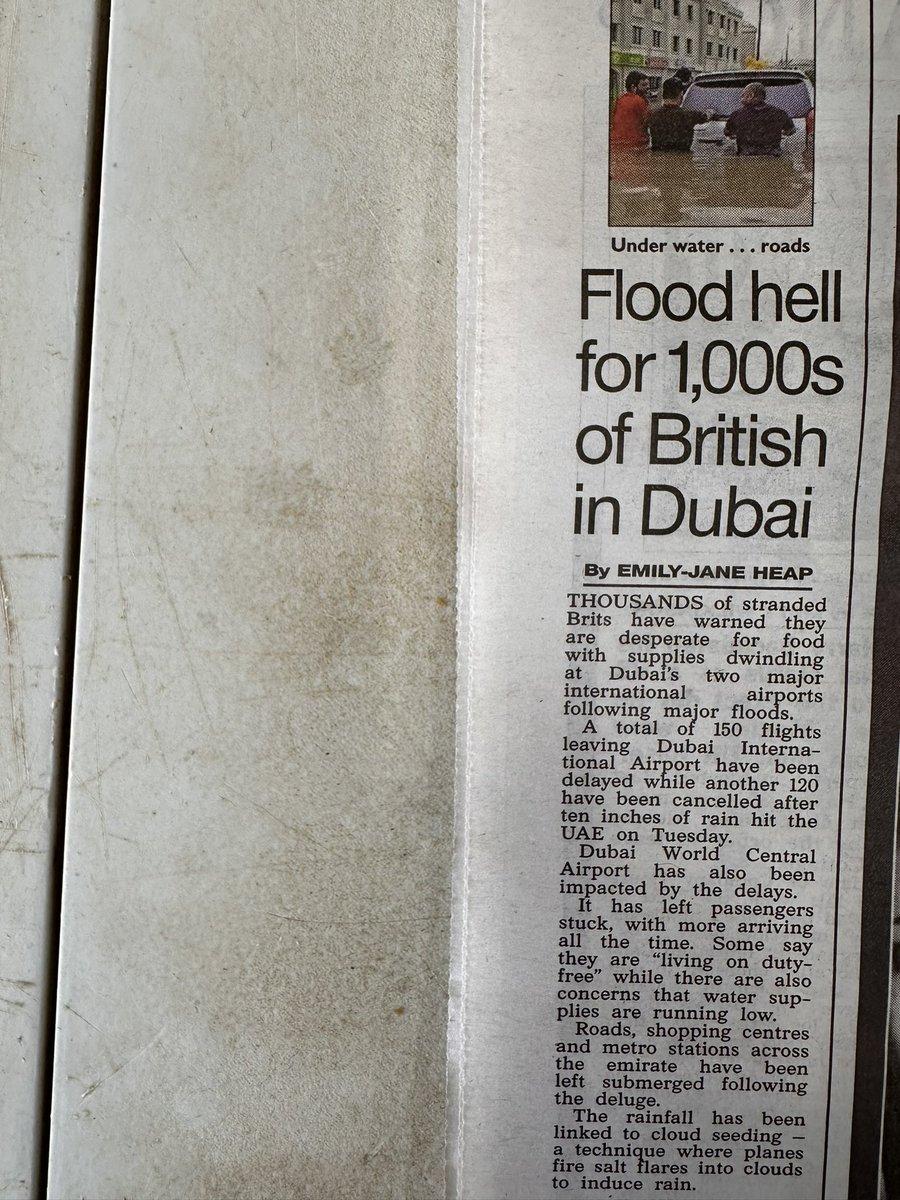 Under water . . . roads
Flood hell
for 1,000s
of British
in Dubai
By EMILY-JANE HEAP
THOUSANDS of stranded
Brits have warned they
are desperate for food
with supplies dwindling
at Dubai's two major
international airports
following major floods.
A total of 150 flights
leaving Dubai Interna-
tional Airport have been
delayed while another 120
have been cancelled after
ten inches of rain hit the
UAE on Tuesday.
Dubai World Central
Airport has also been
impacted by the delays.
It has left passengers
stuck, with more arriving
all the time. Some say
they are “living on duty-
free” while there are also
concerns that water sup-
plies are running low.
Roads, shopping centres
and metro stations across
the emirate have been
left submerged following
the deluge.
The rainfall has been
linked to cloud seeding –
a technique where planes
fire salt flares into clouds
to induce rain.